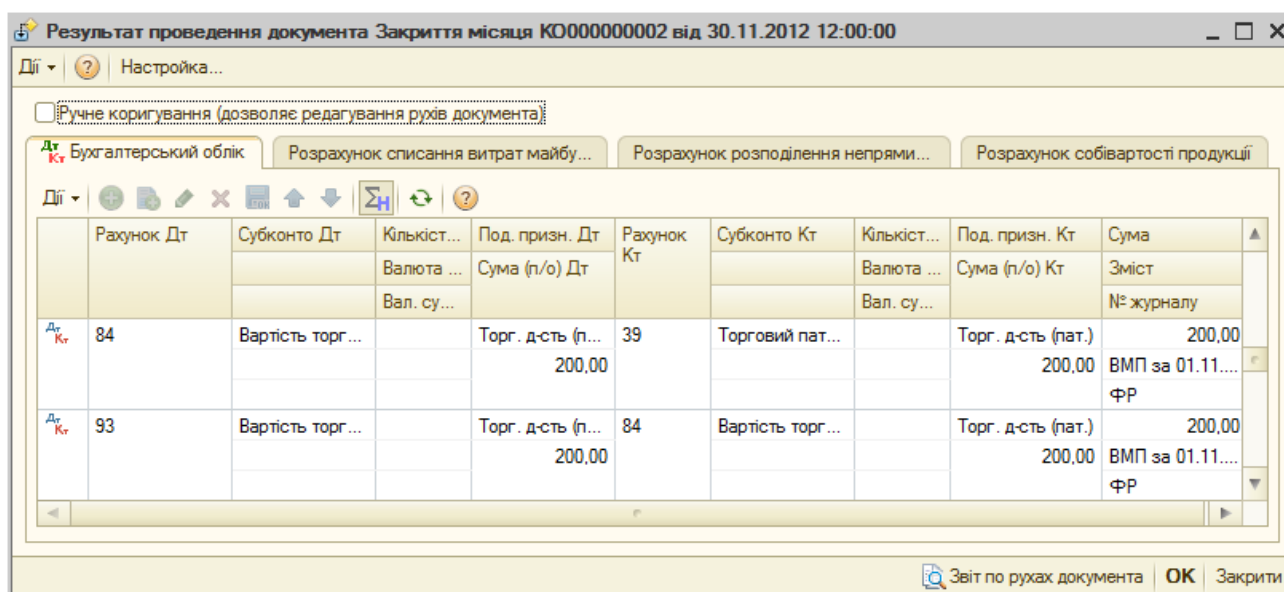 Результат проведення документа Закриття місяця КО000000002 від 30.11.2012 12:00:00
Дії Настройка...
Ручне коригування (дозволяє редагування рухів документа)
Бухгалтерський облік Розрахунок списання витрат майбу... Розрахунок розподілення непрями... Розрахунок собівартості продукції
Дії
Рахунок Дт Субконто Дт Кількіст... Под. призн. Дт Рахунок Кт Субконто Кт Кількіст... Под. призн. Кт Сума
Валюта ... Сума (п/о) Дт Валюта ... Сума (п/о) Кт Зміст
Вал. су... Вал. су... № журналу
Дт Кт 84 Вартість торг... Торг. д-сть (п... 39 Торговий пат... Торг. д-сть (пат.) 200,00
200,00 200,00 ВМП за 01.11....
ФР
Дт Кт 93 Вартість торг... Торг. д-сть (п... 84 Вартість торг... Торг. д-сть (пат.) 200,00
200,00 200,00 ВМП за 01.11....
ФР
Звіт по рухах документа OK Закрити